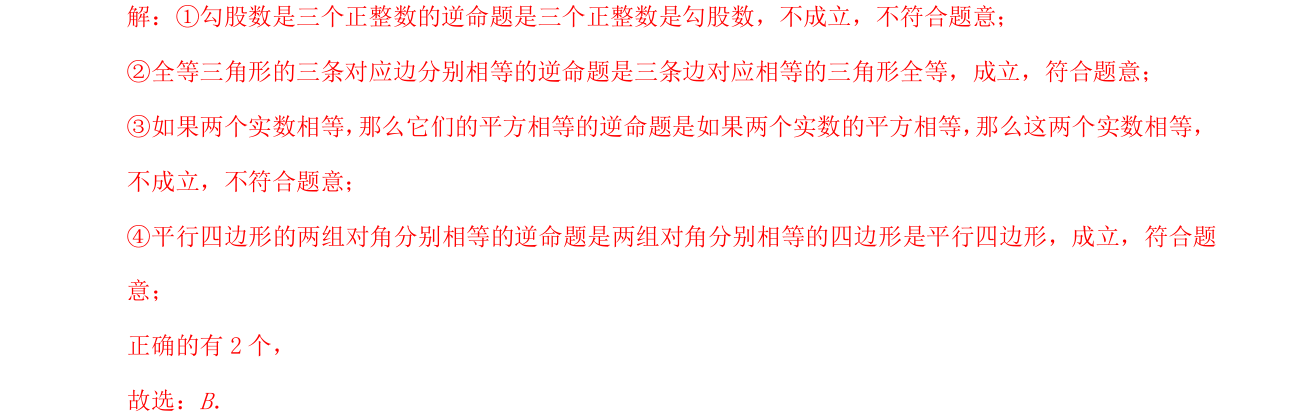 解：①勾股数是三个正整数的逆命题是三个正整数是勾股数，不成立，不符合题意；
②全等三角形的三条对应边分别相等的逆命题是三条边对应相等的三角形全等，成立，符合题意；
③如果两个实数相等，那么它们的平方相等的逆命题是如果两个实数的平方相等，那么这两个实数相等，
不成立，不符合题意；
④平行四边形的两组对角分别相等的逆命题是两组对角分别相等的四边形是平行四边形，成立，符合题
意；
正确的有 2 个，
故选：B．